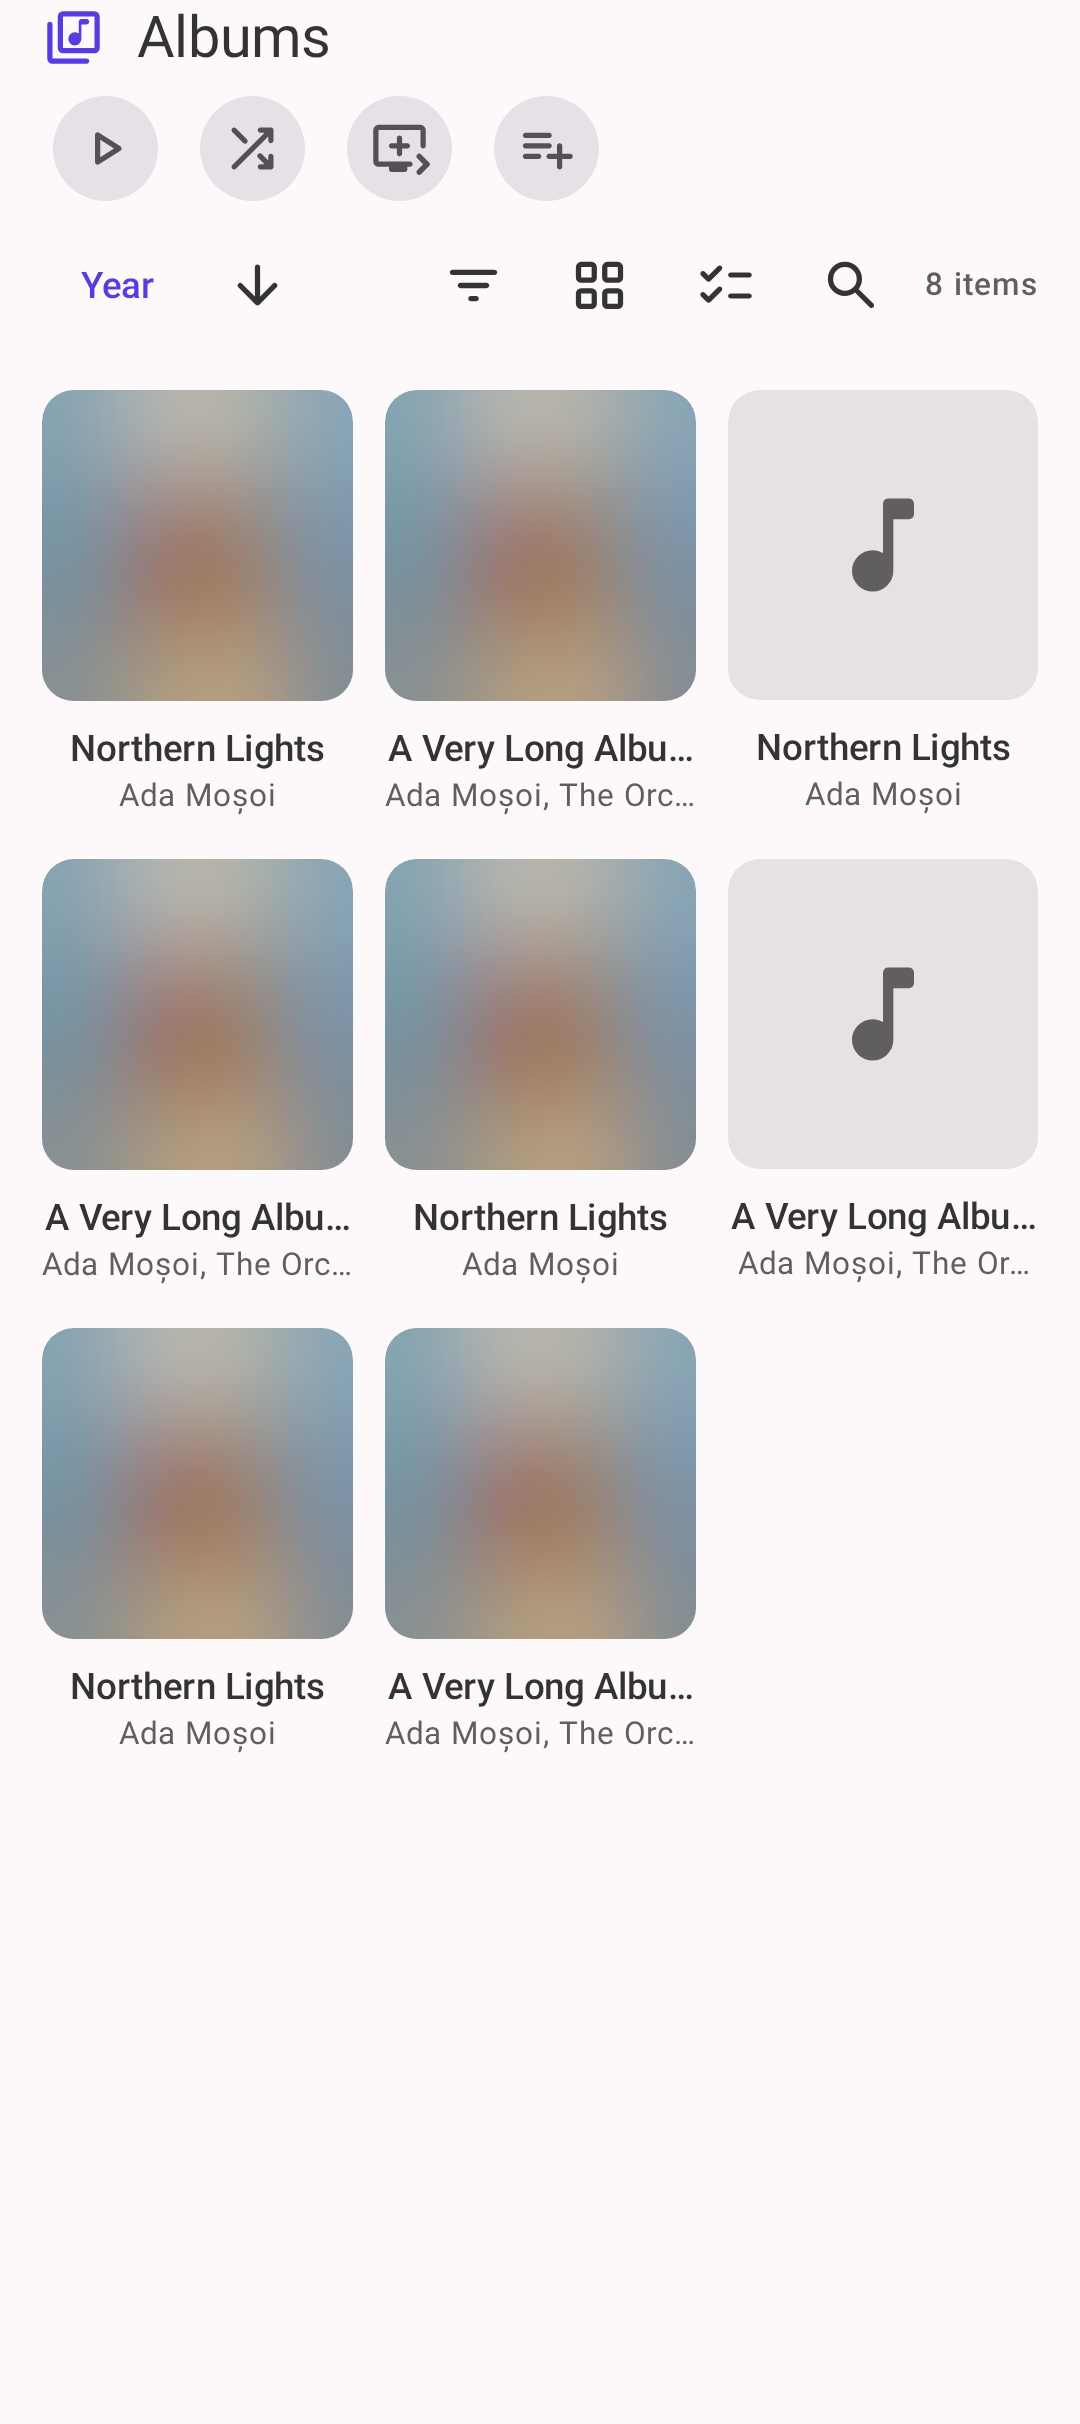 Albums
Year
8 items
Northern Lights
Ada Moșoi
A Very Long Albu...
Ada Moșoi, The Orc...
Northern Lights
Ada Moșoi
A Very Long Albu...
Ada Moșoi, The Orc...
Northern Lights
Ada Moșoi
A Very Long Albu...
Ada Moșoi, The Or...
Northern Lights
Ada Moșoi
A Very Long Albu...
Ada Moșoi, The Orc...